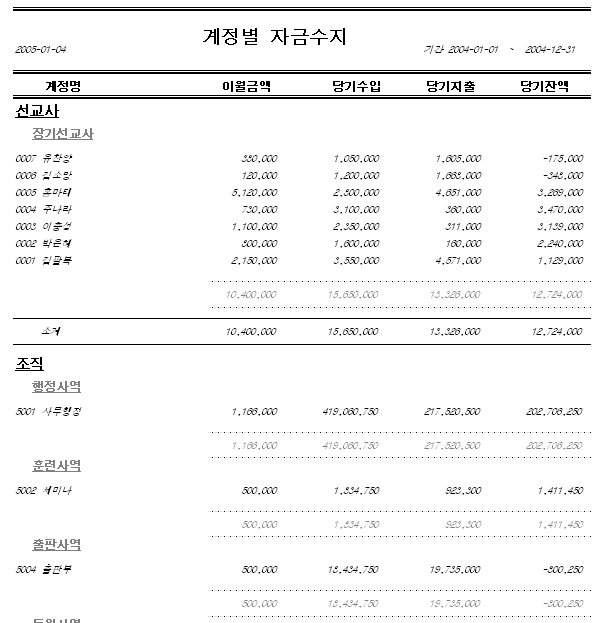 계정별 자금수지
2005-01-04 기간 2004-01-01 ~ 2004-12-31
계정명 이월금액 당기수입 당기지출 당기잔액
선교사
장기선교사
0007 유찬양 380,000 1,050,000 1,605,000 -175,000
0006 김소망 120,000 1,200,000 1,668,000 -348,000
0005 홍마태 5,120,000 2,800,000 4,651,000 3,269,000
0004 주나라 730,000 3,100,000 360,000 3,470,000
0003 이충성 1,100,000 2,350,000 311,000 3,139,000
0002 박은혜 800,000 1,600,000 160,000 2,240,000
0001 김팔복 2,150,000 3,550,000 4,571,000 1,129,000
10,400,000 15,650,000 13,326,000 12,724,000
소계 10,400,000 15,650,000 13,326,000 12,724,000
조직
행정사역
5001 사무행정 1,166,000 419,060,750 217,520,500 202,706,250
1,166,000 419,060,750 217,520,500 202,706,250
훈련사역
5002 세미나 500,000 1,834,750 923,300 1,411,450
500,000 1,834,750 923,300 1,411,450
출판사역
5004 출판부 500,000 18,434,750 19,735,000 -800,250
500,000 18,434,750 19,735,000 -800,250